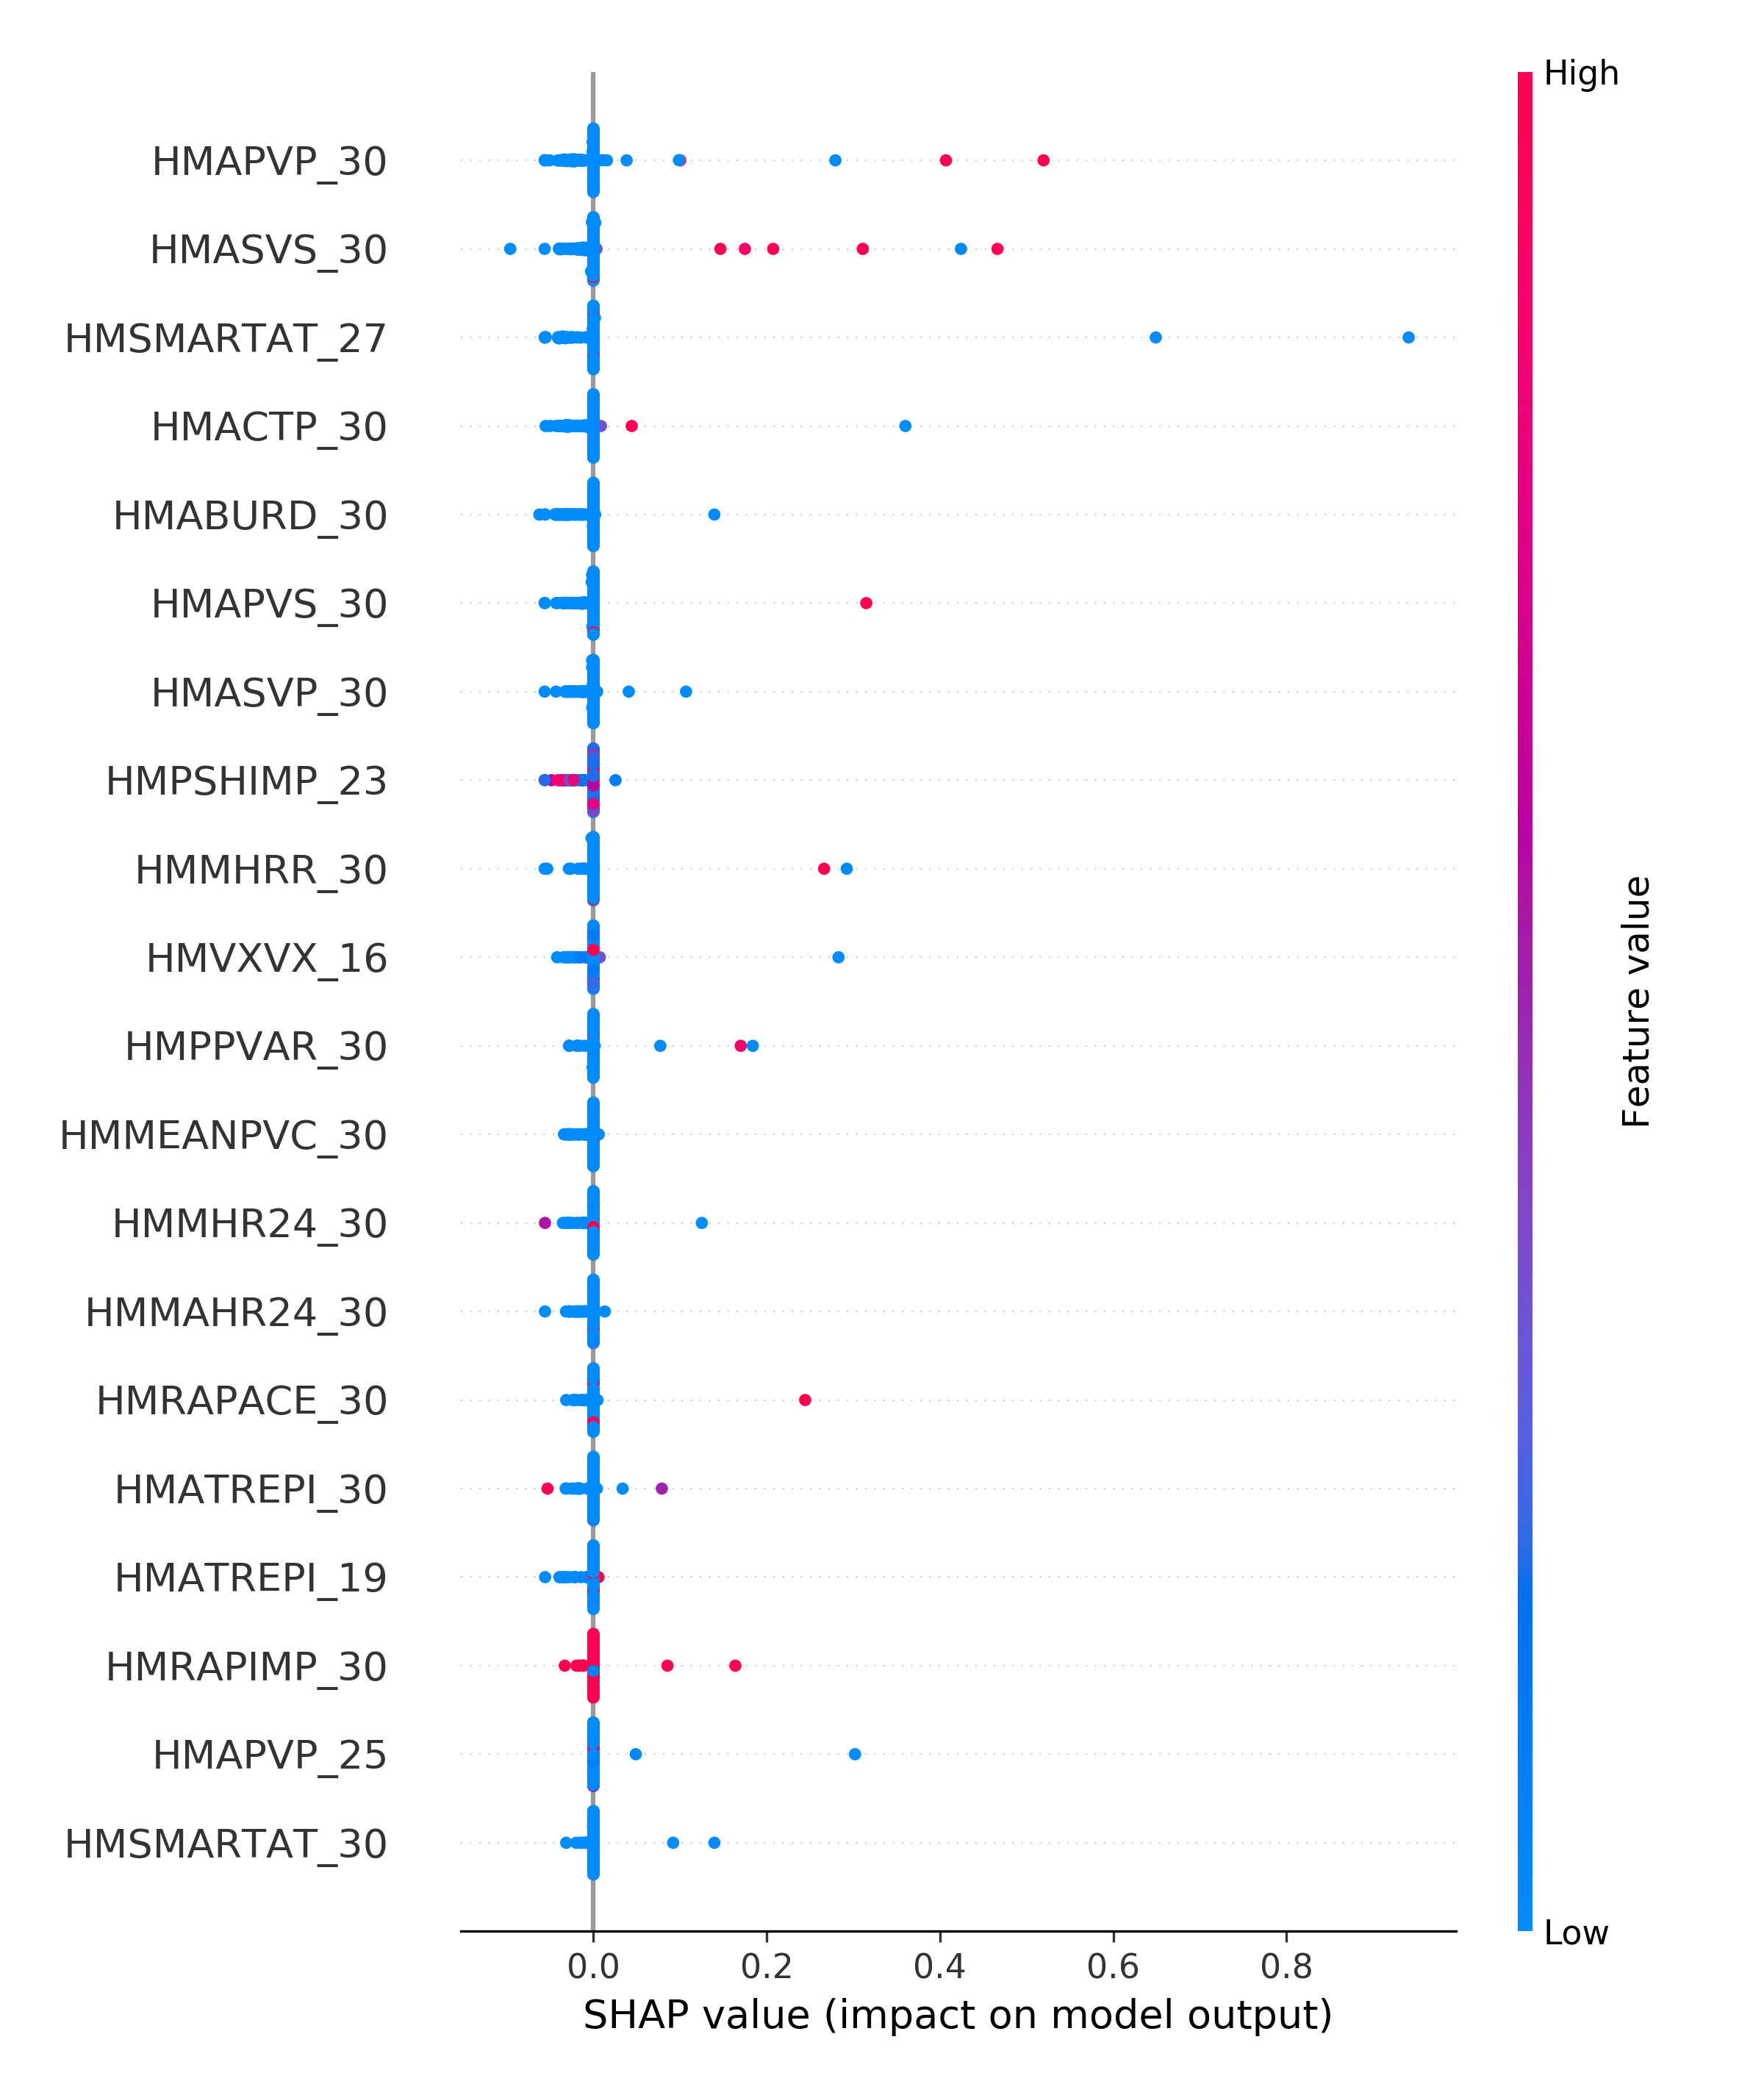 High
HMAPVP_30
HMASVS_30
HMSMARTAT_27
HMACTP_30
HMABURD_30
HMAPVS_30
HMASVP_30
HMPSHIMP_23
HMMHRR_30
HMVXVX_16
HMPPVAR_30
HMMEANPVC_30
HMMHR24_30
HMMAHR24_30
HMRAPACE_30
HMATREPI_30
HMATREPI_19
HMRAPIMP_30
HMAPVP_25
HMSMARTAT_30
Feature value
Low
0.0 0.2 0.4 0.6 0.8
SHAP value (impact on model output)